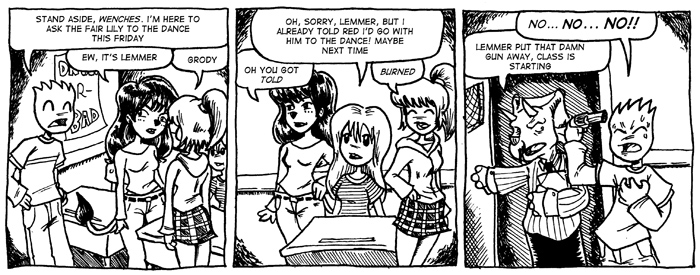 STAND ASIDE, WENCHES. I'M HERE TO
ASK THE FAIR LILY TO THE DANCE
THIS FRIDAY
EW, IT'S LEMMER
GRODY
R-
BAD
OH, SORRY, LEMMER, BUT I
ALREADY TOLD RED I'D GO WITH
HIM TO THE DANCE! MAYBE
NEXT TIME
OH YOU GOT
TOLD
BURNED
NO... NO... NO!!
LEMMER PUT THAT DAMN
GUN AWAY, CLASS IS
STARTING